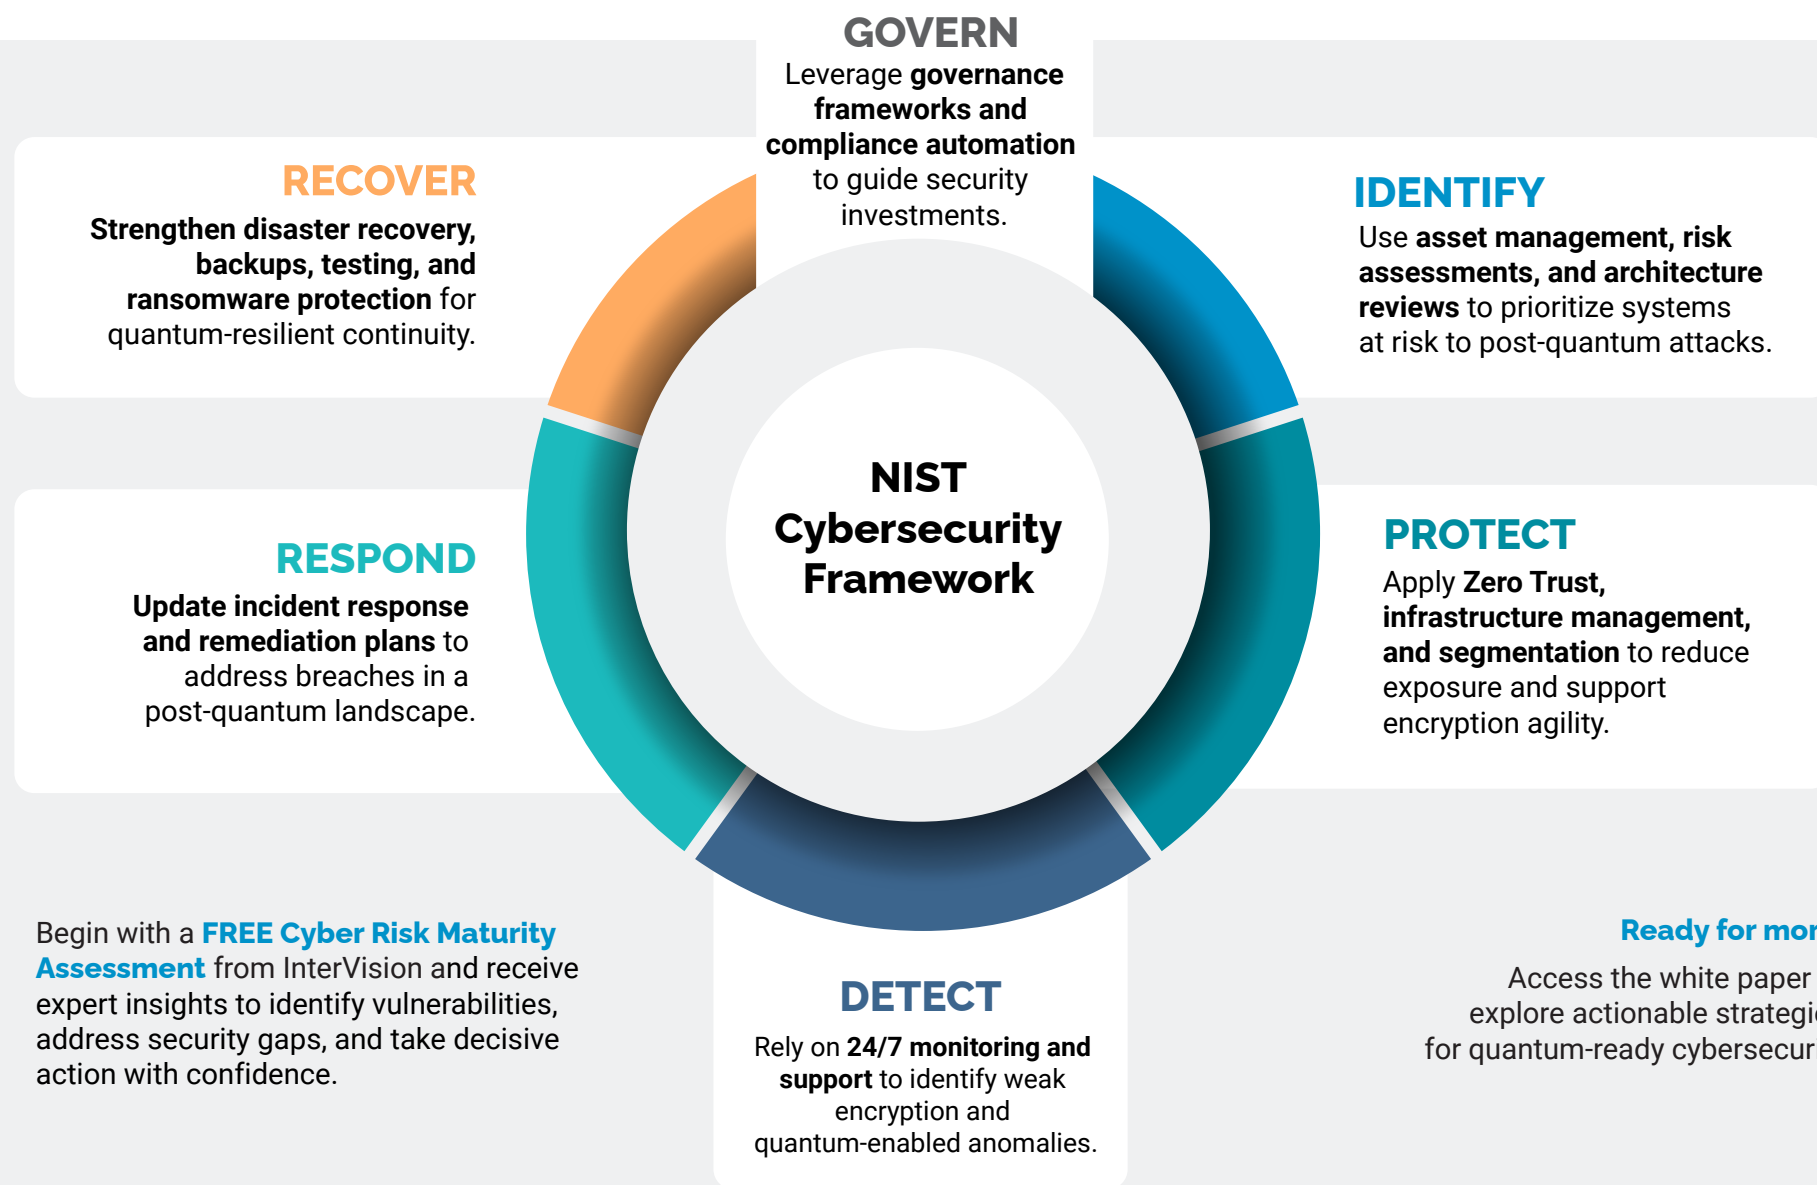 GOVERN
Leverage governance
frameworks and
compliance automation
to guide security
investments.
RECOVER
Strengthen disaster recovery,
backups, testing, and
ransomware protection for
quantum-resilient continuity.
IDENTIFY
Use asset management, risk
assessments, and architecture
reviews to prioritize systems
at risk to post-quantum attacks.
NIST
Cybersecurity
Framework
RESPOND
Update incident response
and remediation plans to
address breaches in a
post-quantum landscape.
PROTECT
Apply Zero Trust,
infrastructure management,
and segmentation to reduce
exposure and support
encryption agility.
DETECT
Rely on 24/7 monitoring and
support to identify weak
encryption and
quantum-enabled anomalies.
Begin with a FREE Cyber Risk Maturity
Assessment from InterVision and receive
expert insights to identify vulnerabilities,
address security gaps, and take decisive
action with confidence.
Ready for
Access the white paper
explore actionable
for quantum-ready